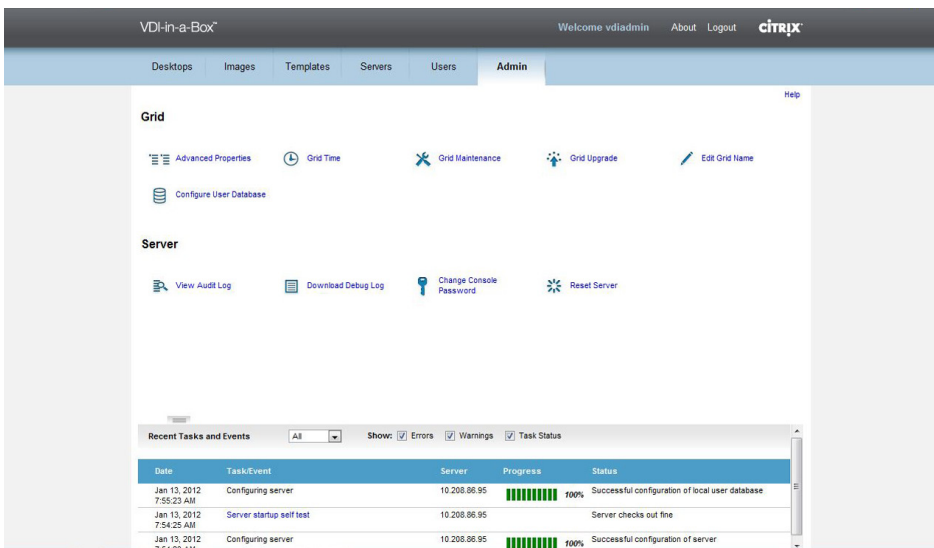 VDI-in-a-Box™
Welcome vdiadmin About Logout CITRIX
Desktops Images Templates Servers Users Admin
Help
Grid
Advanced Properties Grid Time Grid Maintenance Grid Upgrade Edit Grid Name
Configure User Database
Server
View Audit Log Download Debug Log Change Console Password Reset Server
Recent Tasks and Events All Show: Errors Warnings Task Status
Date Task/Event Server Progress Status
Jan 13, 2012 Configuring server 10.208.86.95 100% Successful configuration of local user database
7:55:23 AM
Jan 13, 2012 Server startup self test 10.208.86.95 Server checks out fine
7:54:25 AM
Jan 13, 2012 Configuring server 10.208.86.95 100% Successful configuration of server